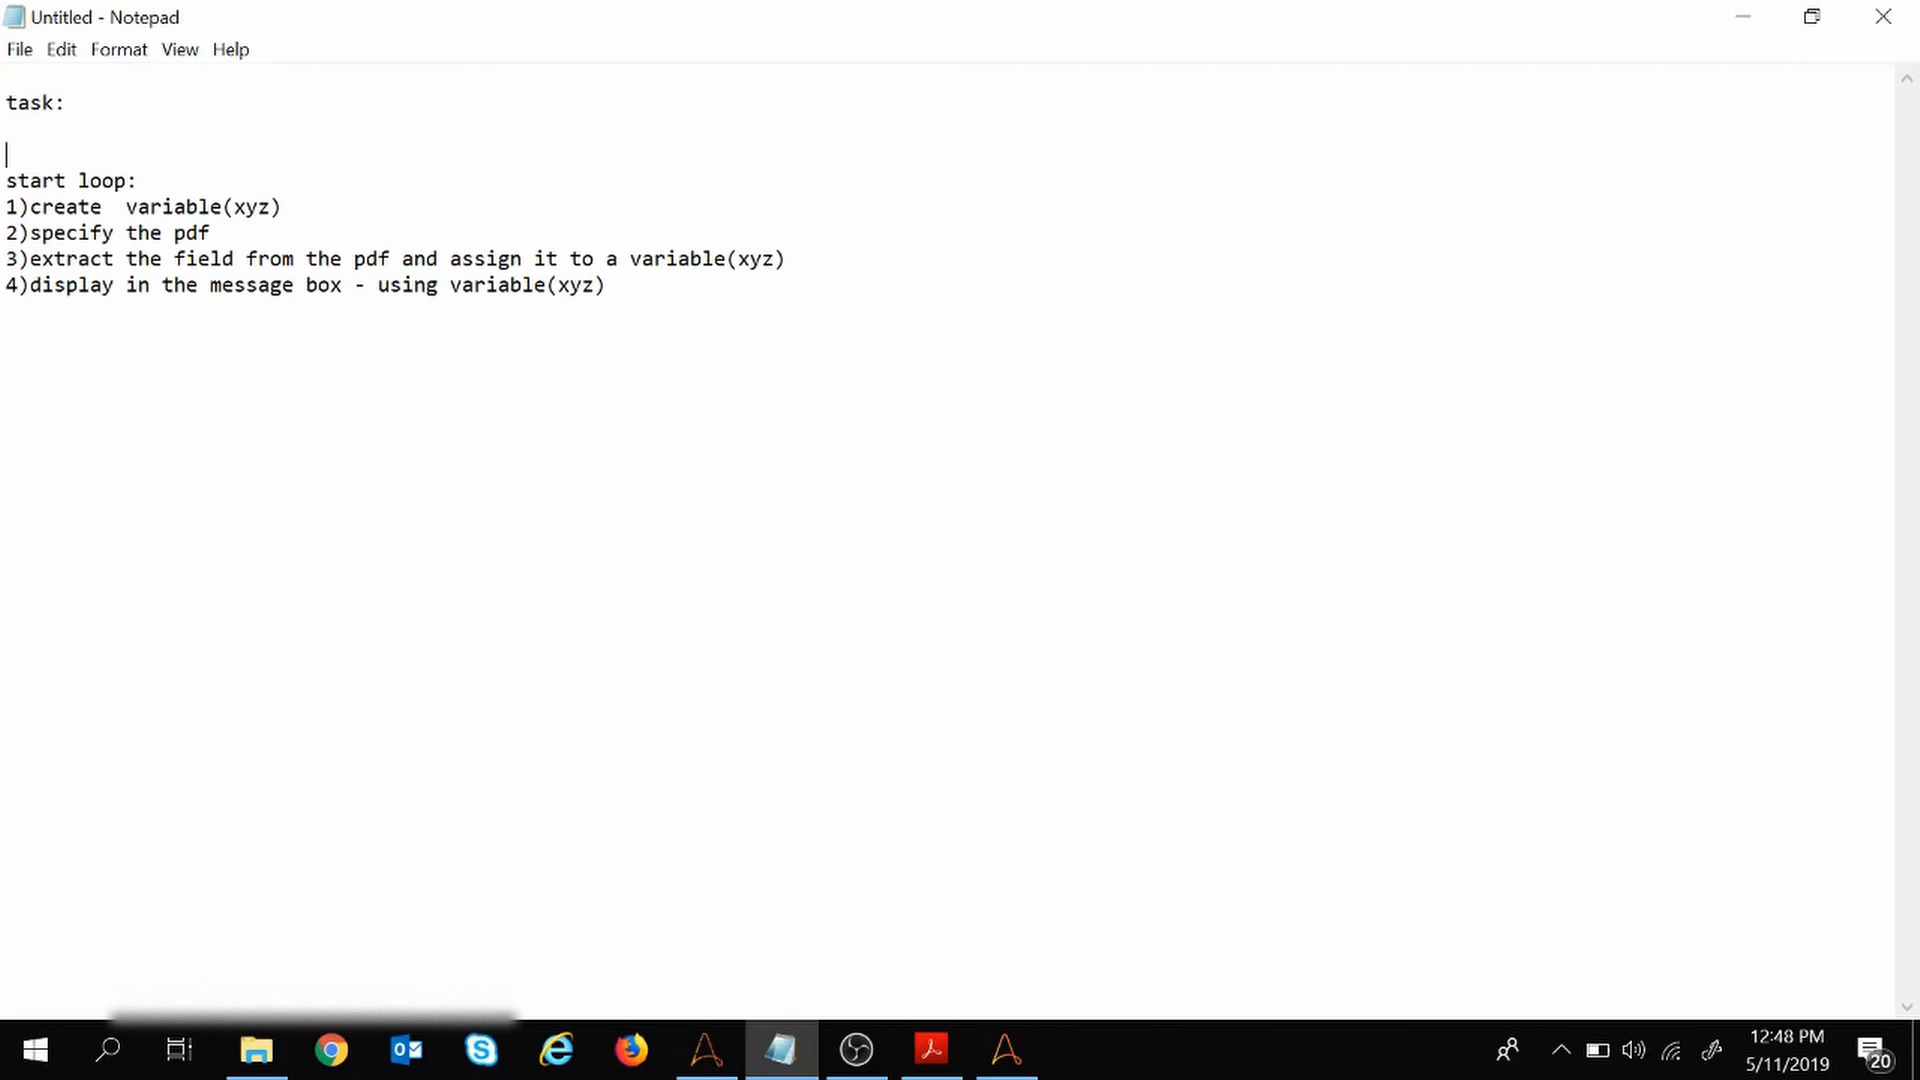 Untitled - Notepad
File Edit Format View Help
task:
start loop:
1)create  variable(xyz)
2)specify the pdf
3)extract the field from the pdf and assign it to a variable(xyz)
4)display in the message box - using variable(xyz)
12:48 PM
5/11/2019
20